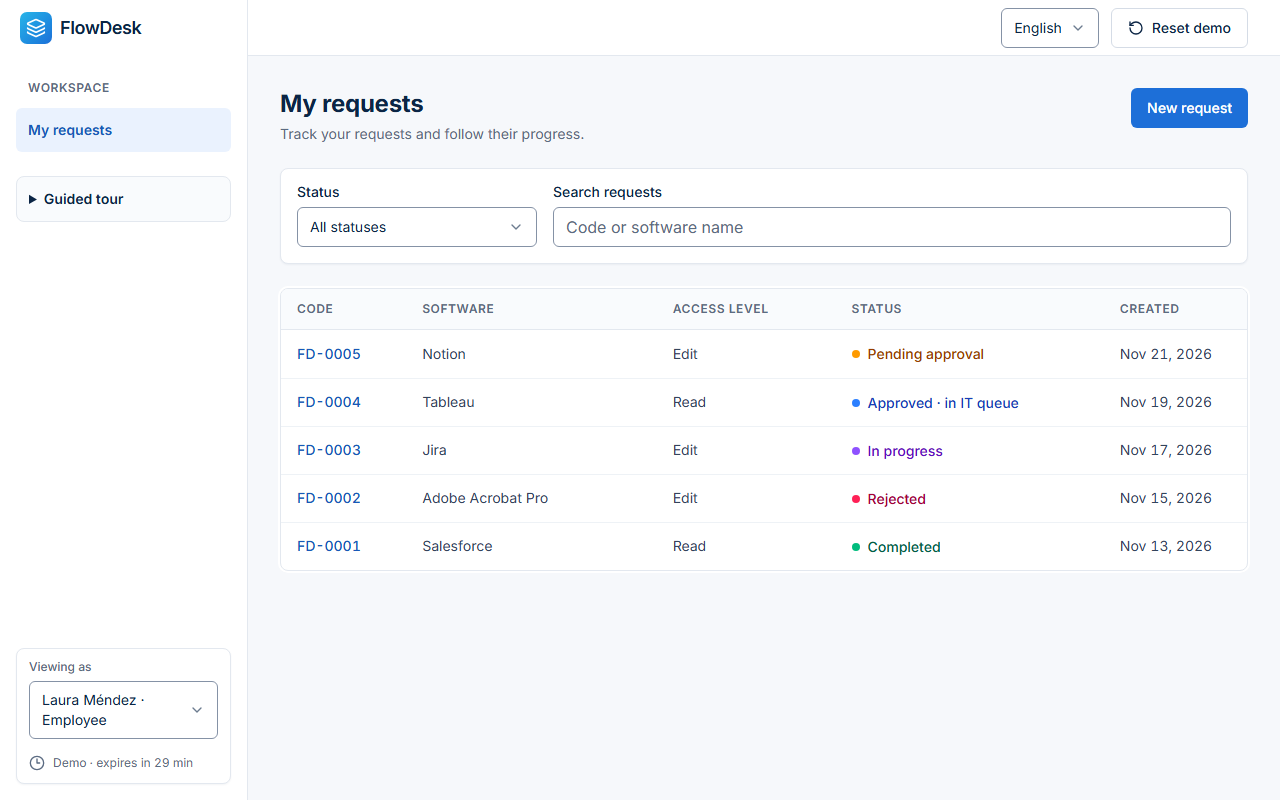 FlowDesk
English
Reset demo
WORKSPACE
My requests
Guided tour
My requests
Track your requests and follow their progress.
New request
Status
Search requests
All statuses
Code or software name
CODE SOFTWARE ACCESS LEVEL STATUS CREATED
FD-0005 Notion Edit Pending approval Nov 21, 2026
FD-0004 Tableau Read Approved · in IT queue Nov 19, 2026
FD-0003 Jira Edit In progress Nov 17, 2026
FD-0002 Adobe Acrobat Pro Edit Rejected Nov 15, 2026
FD-0001 Salesforce Read Completed Nov 13, 2026
Viewing as
Laura Méndez ·
Employee
Demo · expires in 29 min